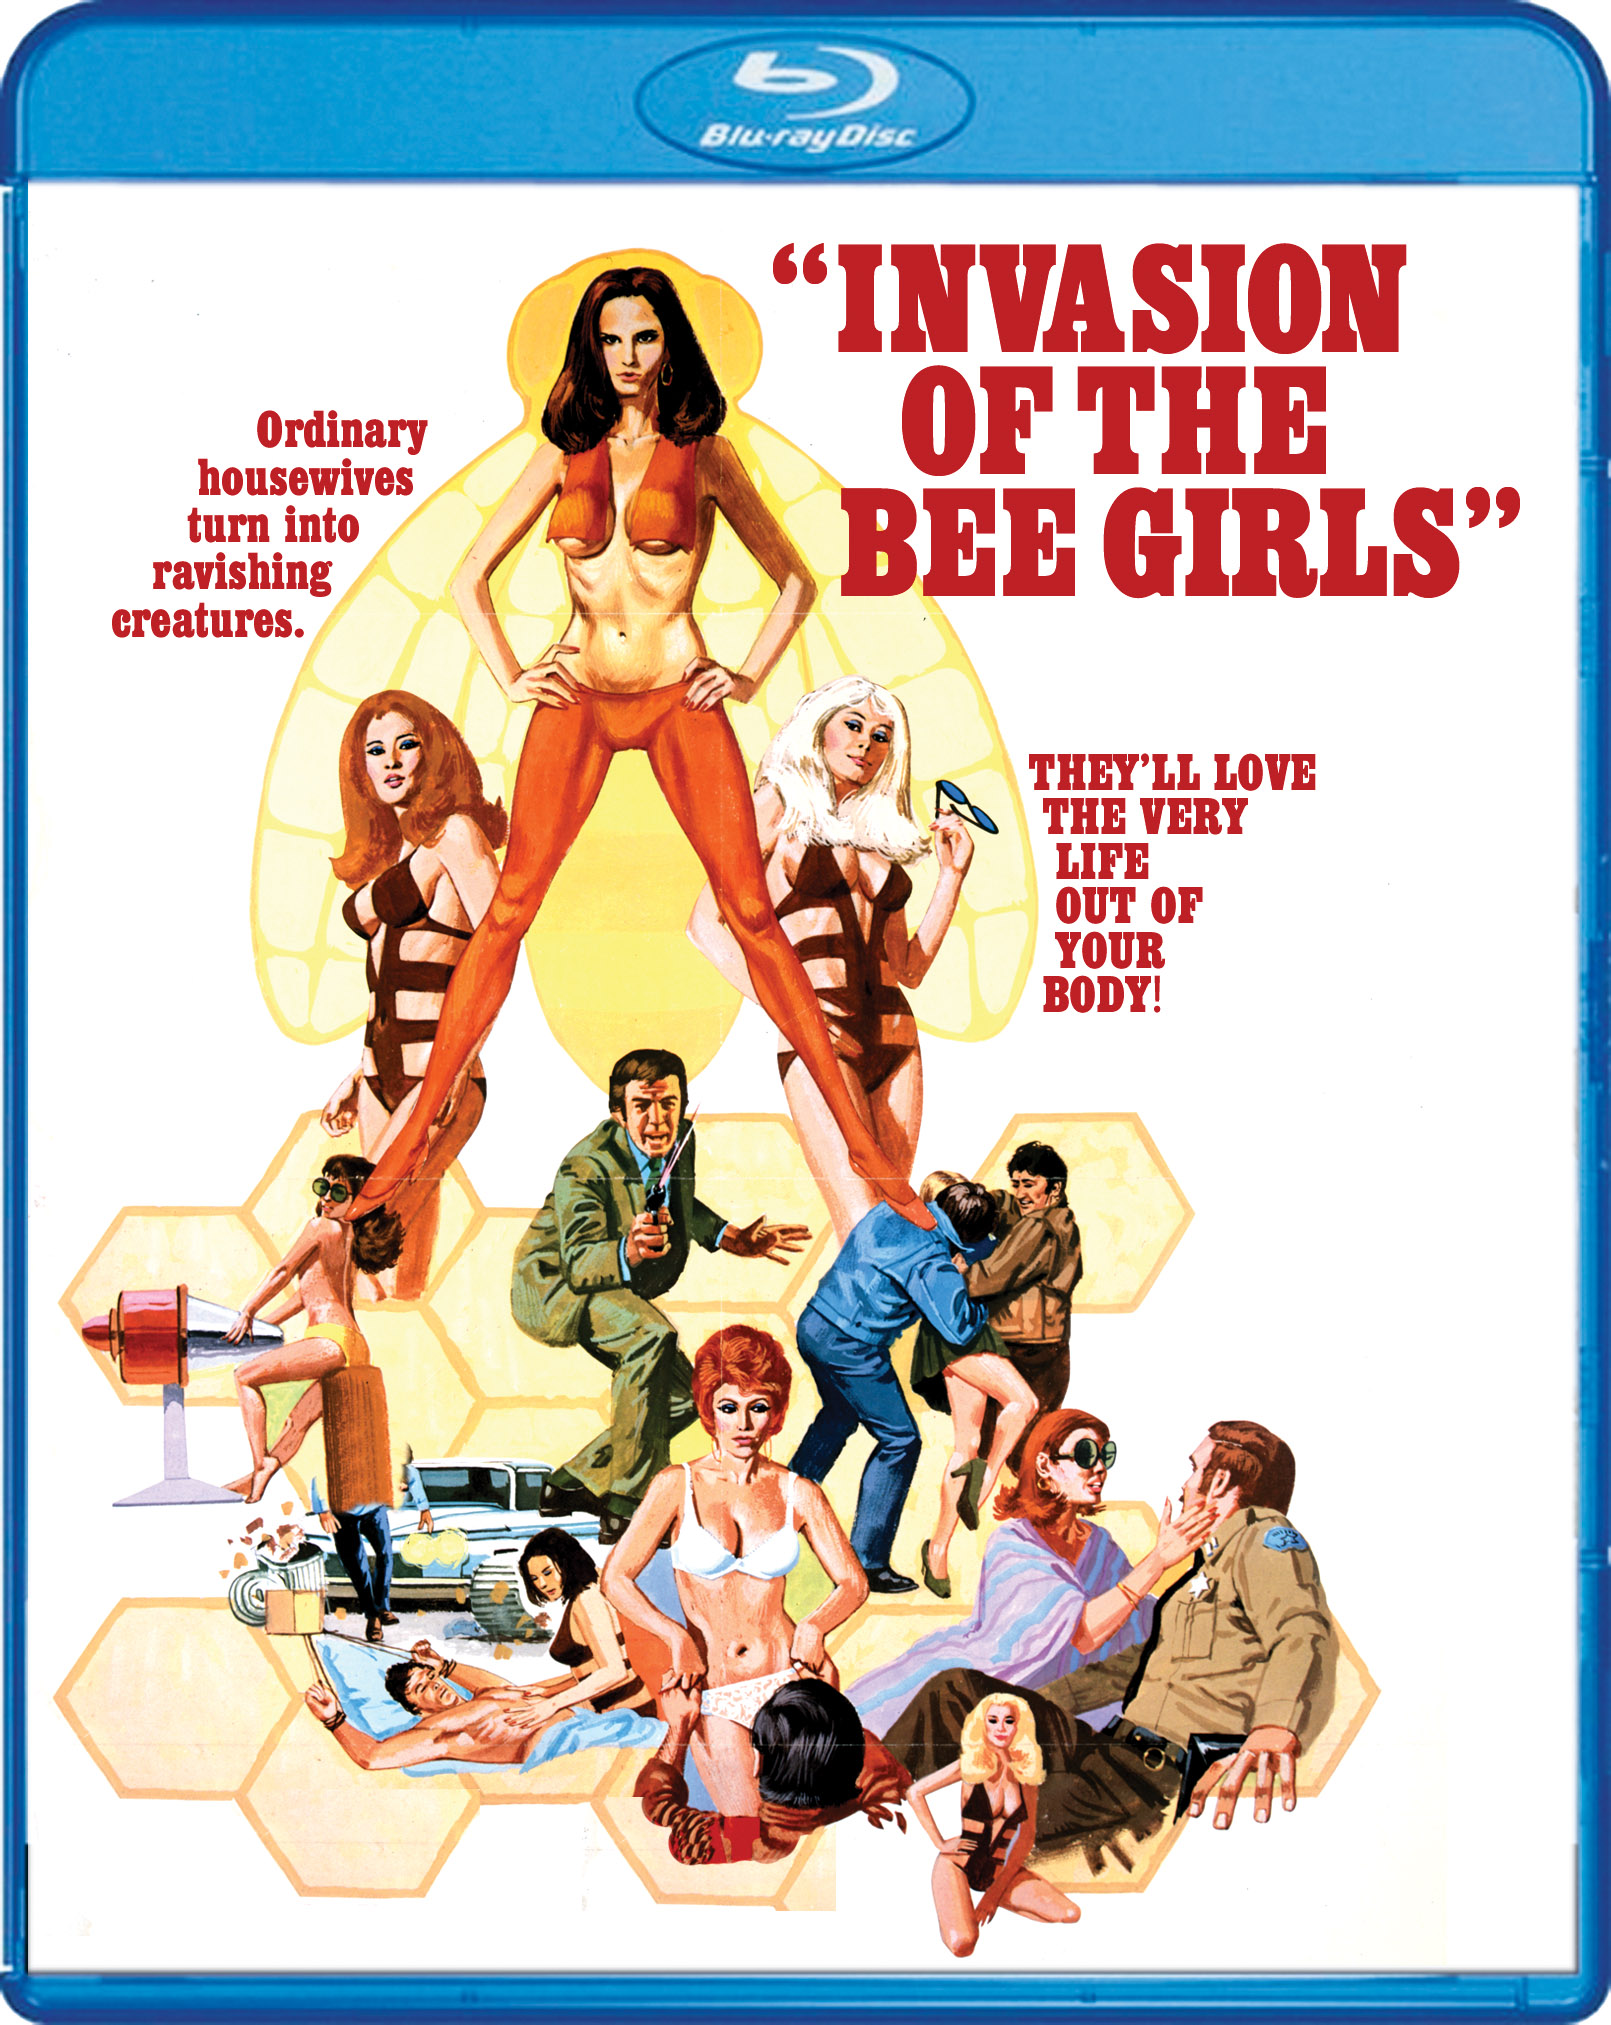 Blu-ray Disc
“INVASION
OF THE
BEE GIRLS”
Ordinary
housewives
turn into
ravishing
creatures.
THEY’LL LOVE
THE VERY
LIFE
OUT OF
YOUR
BODY!